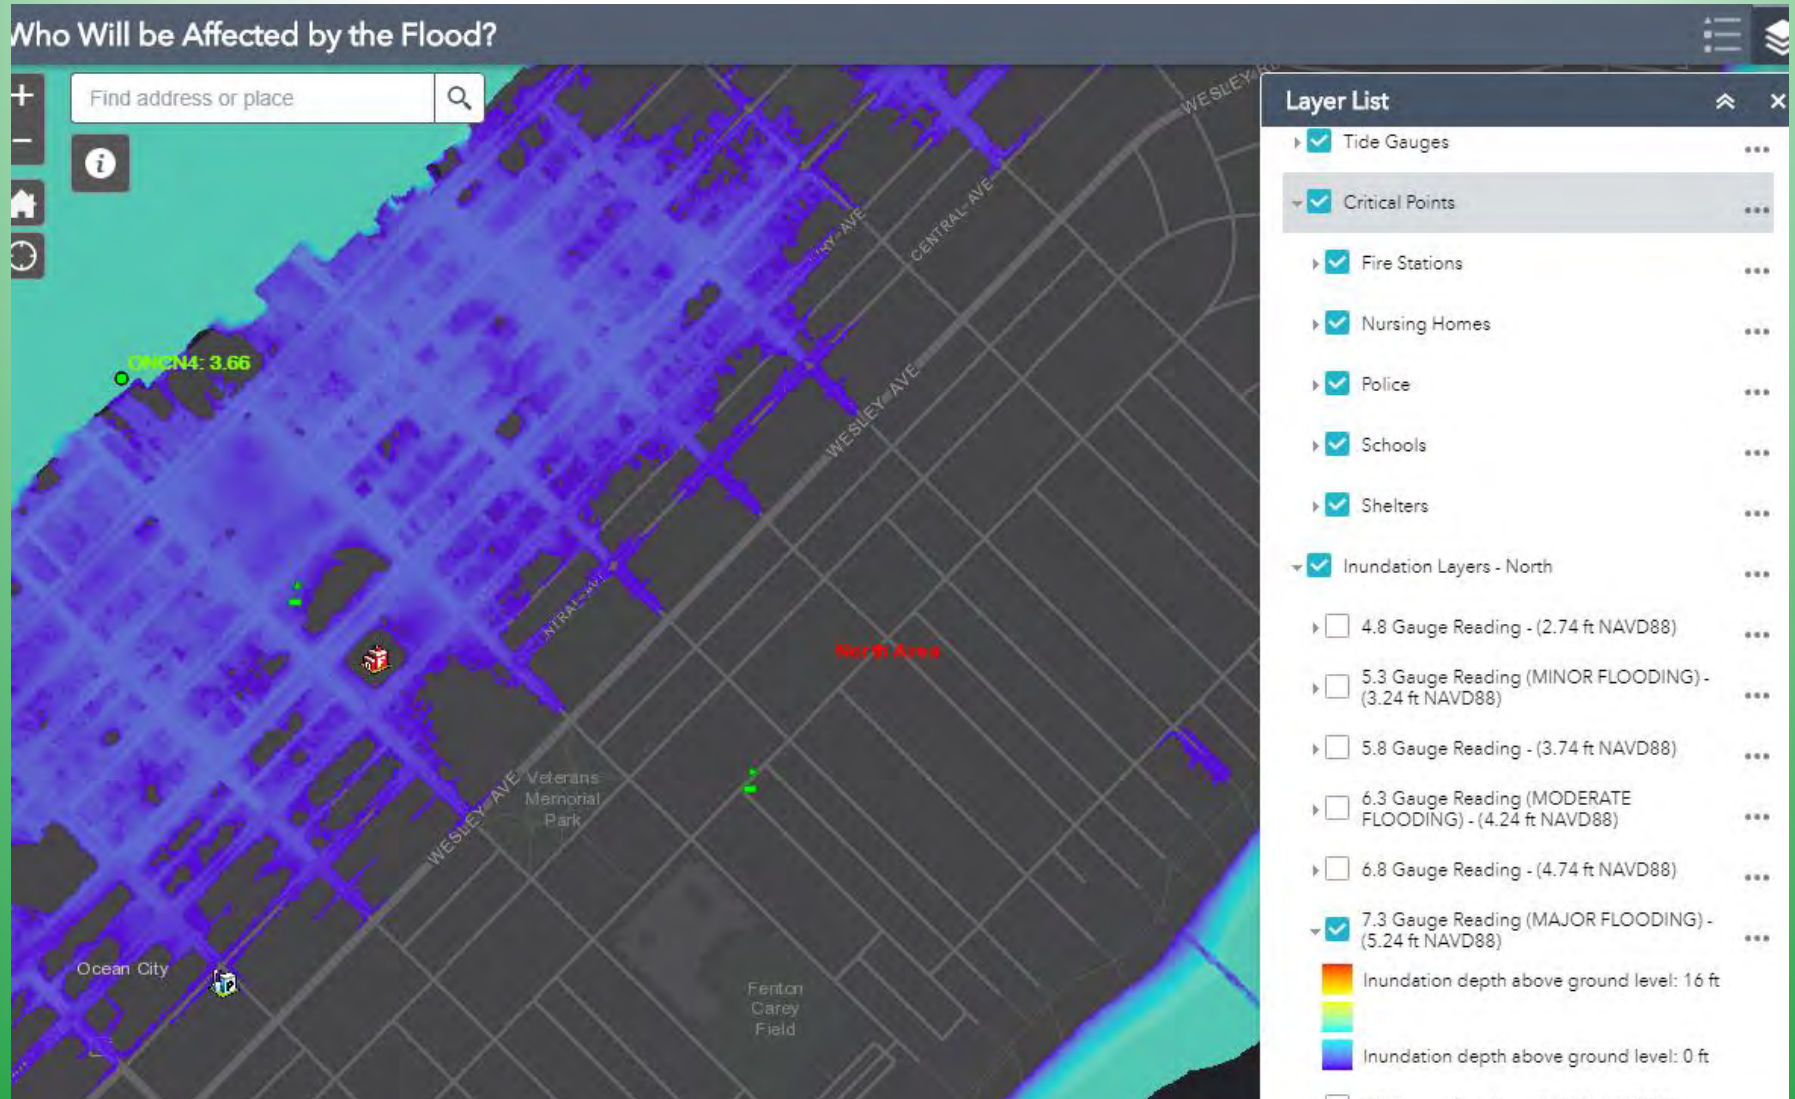 Who Will be Affected by the Flood?
Find address or place
WESLEY RD
CENTRAL AVE
WESLEY AVE
3.66
North Area
Veterans
Memorial
Park
WESLEY AVE
Ocean City
Fenton
Carey
Field
Layer List
Tide Gauges
Critical Points
Fire Stations
Nursing Homes
Police
Schools
Shelters
Inundation Layers - North
4.8 Gauge Reading - (2.74 ft NAVD88)
5.3 Gauge Reading (MINOR FLOODING) -
(3.24 ft NAVD88)
5.8 Gauge Reading - (3.74 ft NAVD88)
6.3 Gauge Reading (MODERATE
FLOODING) - (4.24 ft NAVD88)
6.8 Gauge Reading - (4.74 ft NAVD88)
7.3 Gauge Reading (MAJOR FLOODING) -
(5.24 ft NAVD88)
Inundation depth above ground level: 16 ft
Inundation depth above ground level: 0 ft